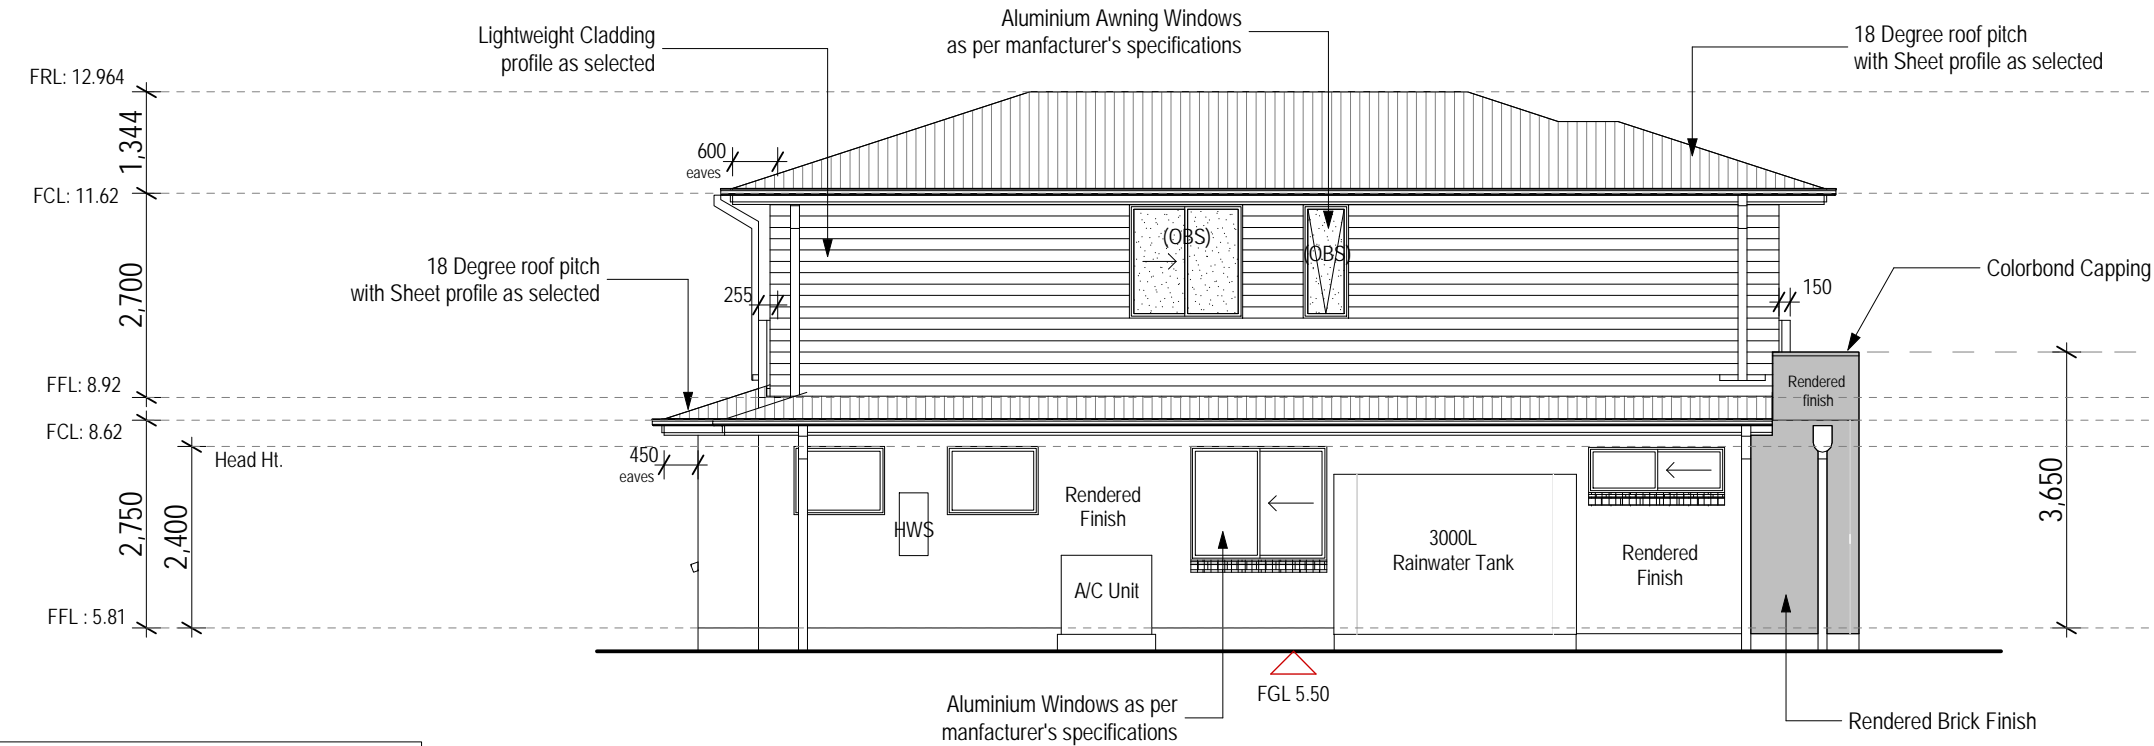 Aluminium Awning Windows
as per manfacturer's specifications
Lightweight Cladding
profile as selected
18 Degree roof pitch
with Sheet profile as selected
FRL: 12.964
1,344
600
eaves
FCL: 11.62
(OBS)
(OBS)
18 Degree roof pitch
with Sheet profile as selected
2,700
255
150
Colorbond Capping
FFL: 8.92
Rendered
finish
FCL: 8.62
Head Ht.
450
eaves
2,750
2,400
HWS
Rendered
Finish
A/C Unit
3000L
Rainwater Tank
Rendered
Finish
3,650
FFL : 5.81
FGL 5.50
Aluminium Windows as per
manfacturer's specifications
Rendered Brick Finish